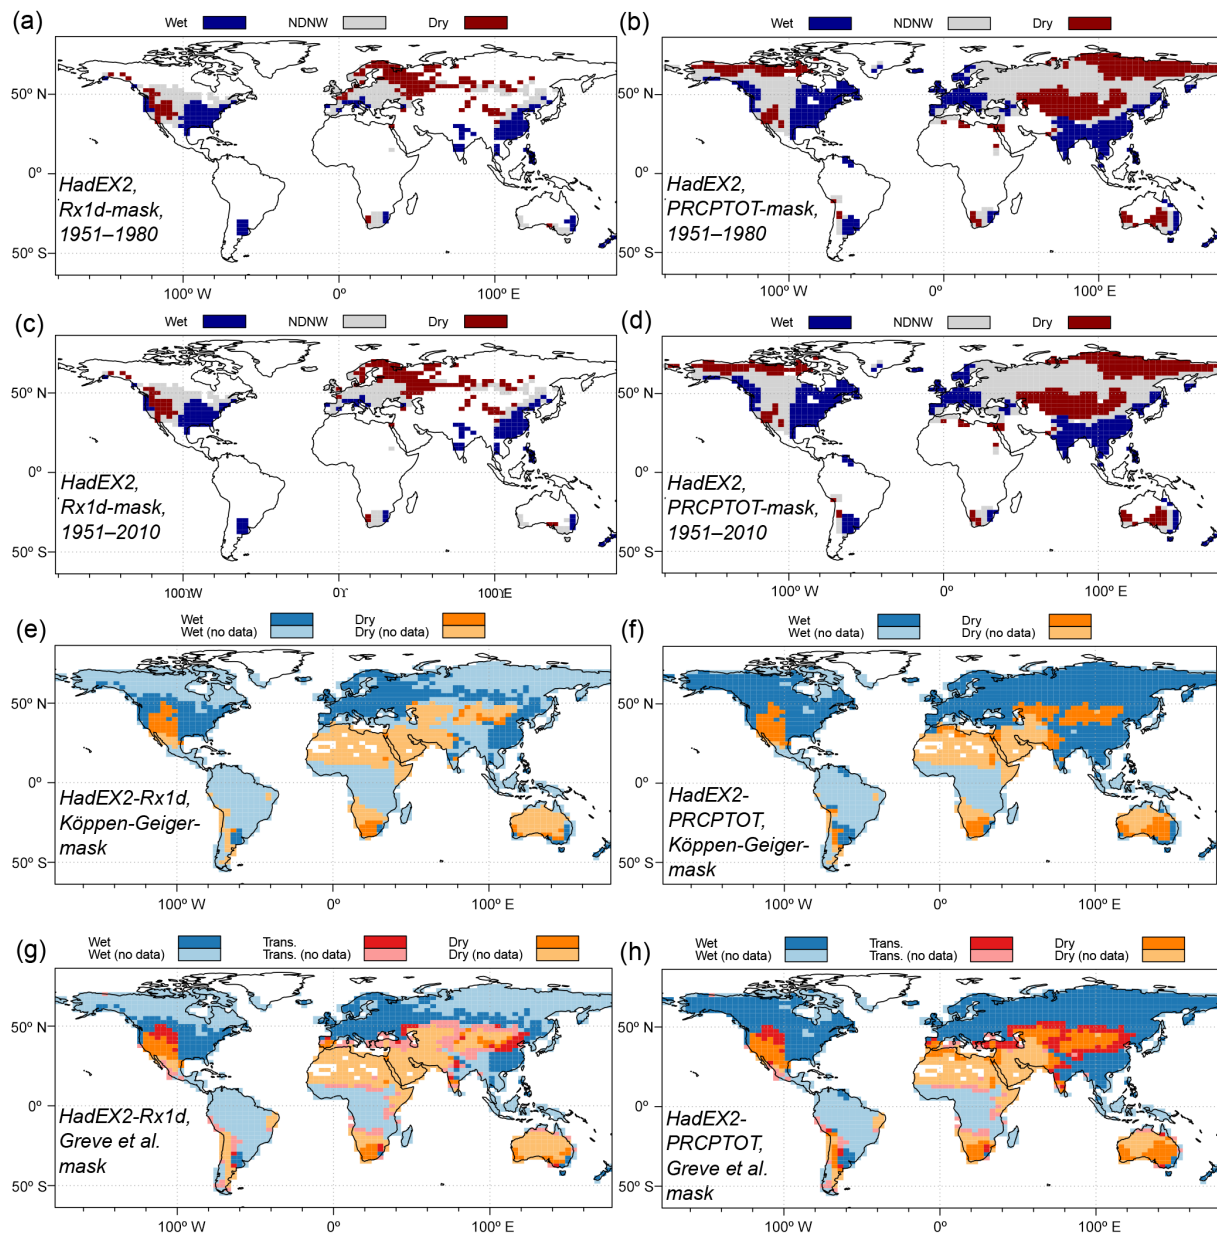 (a) Wet NDNW Dry
50º N
0º
50º S
HadEX2,
Rx1d-mask,
1951–1980
100º W 0º 100º E
(b) Wet NDNW Dry
50º N
0º
50º S
HadEX2,
PRCPTOT-mask,
1951–1980
100º W 0º 100º E
(c) Wet NDNW Dry
50º N
0º
50º S
HadEX2,
Rx1d-mask,
1951–2010
(d) Wet NDNW Dry
50º N
0º
50º S
HadEX2,
PRCPTOT-mask,
1951–2010
100º W 0º 100º E
(e) Wet Dry
Wet (no data) Dry (no data)
50º N
0º
50º S
HadEX2-Rx1d,
Köppen-Geiger-
mask
100º W 0º 100º E
(f) Wet Dry
Wet (no data) Dry (no data)
50º N
0º
50º S
HadEX2-
PRCPTOT,
Köppen-Geiger-
mask
100º W 0º 100º E
(g) Wet Trans. Dry
Wet (no data) Trans. (no data) Dry (no data)
50º N
0º
50º S
HadEX2-Rx1d,
Greve et al.
mask
100º W 0º 100º E
(h) Wet Trans. Dry
Wet (no data) Trans. (no data) Dry (no data)
50º N
0º
50º S
HadEX2-
PRCPTOT,
Greve et al.
mask
100º W 0º 100º E